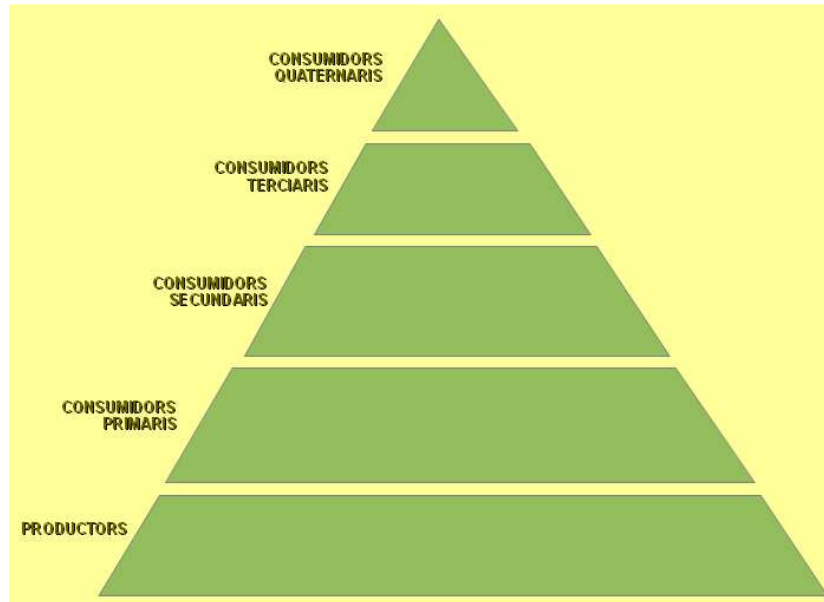 CONSUMIDORS
QUATERNARIS
CONSUMIDORS
TERCIARIS
CONSUMIDORS
SECUNDARIS
CONSUMIDORS
PRIMARIS
PRODUCTORS